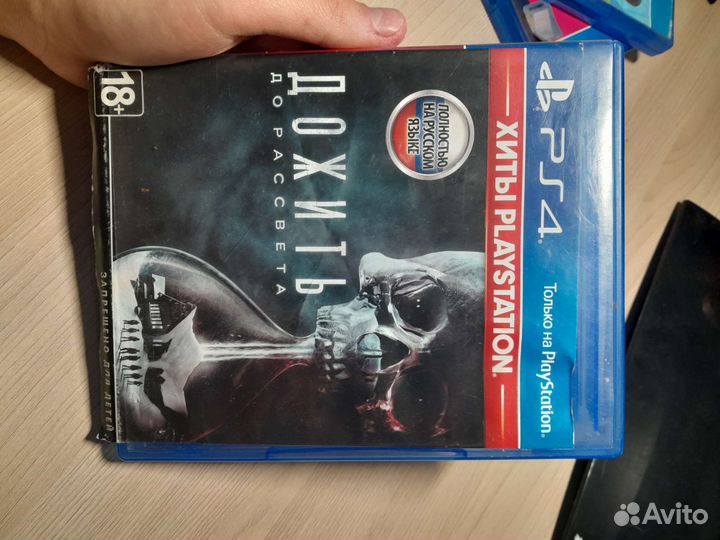 PS4
Только на PlayStation.
ХИТЫ PLAYSTATION
ПОЛНОСТЬЮ
НА РУССКОМ
ЯЗЫКЕ
ДОЖИТЬ
ДО РАССВЕТА
18+
ЗАПРЕЩЕНО ДЛЯ ДЕТЕЙ
Avito